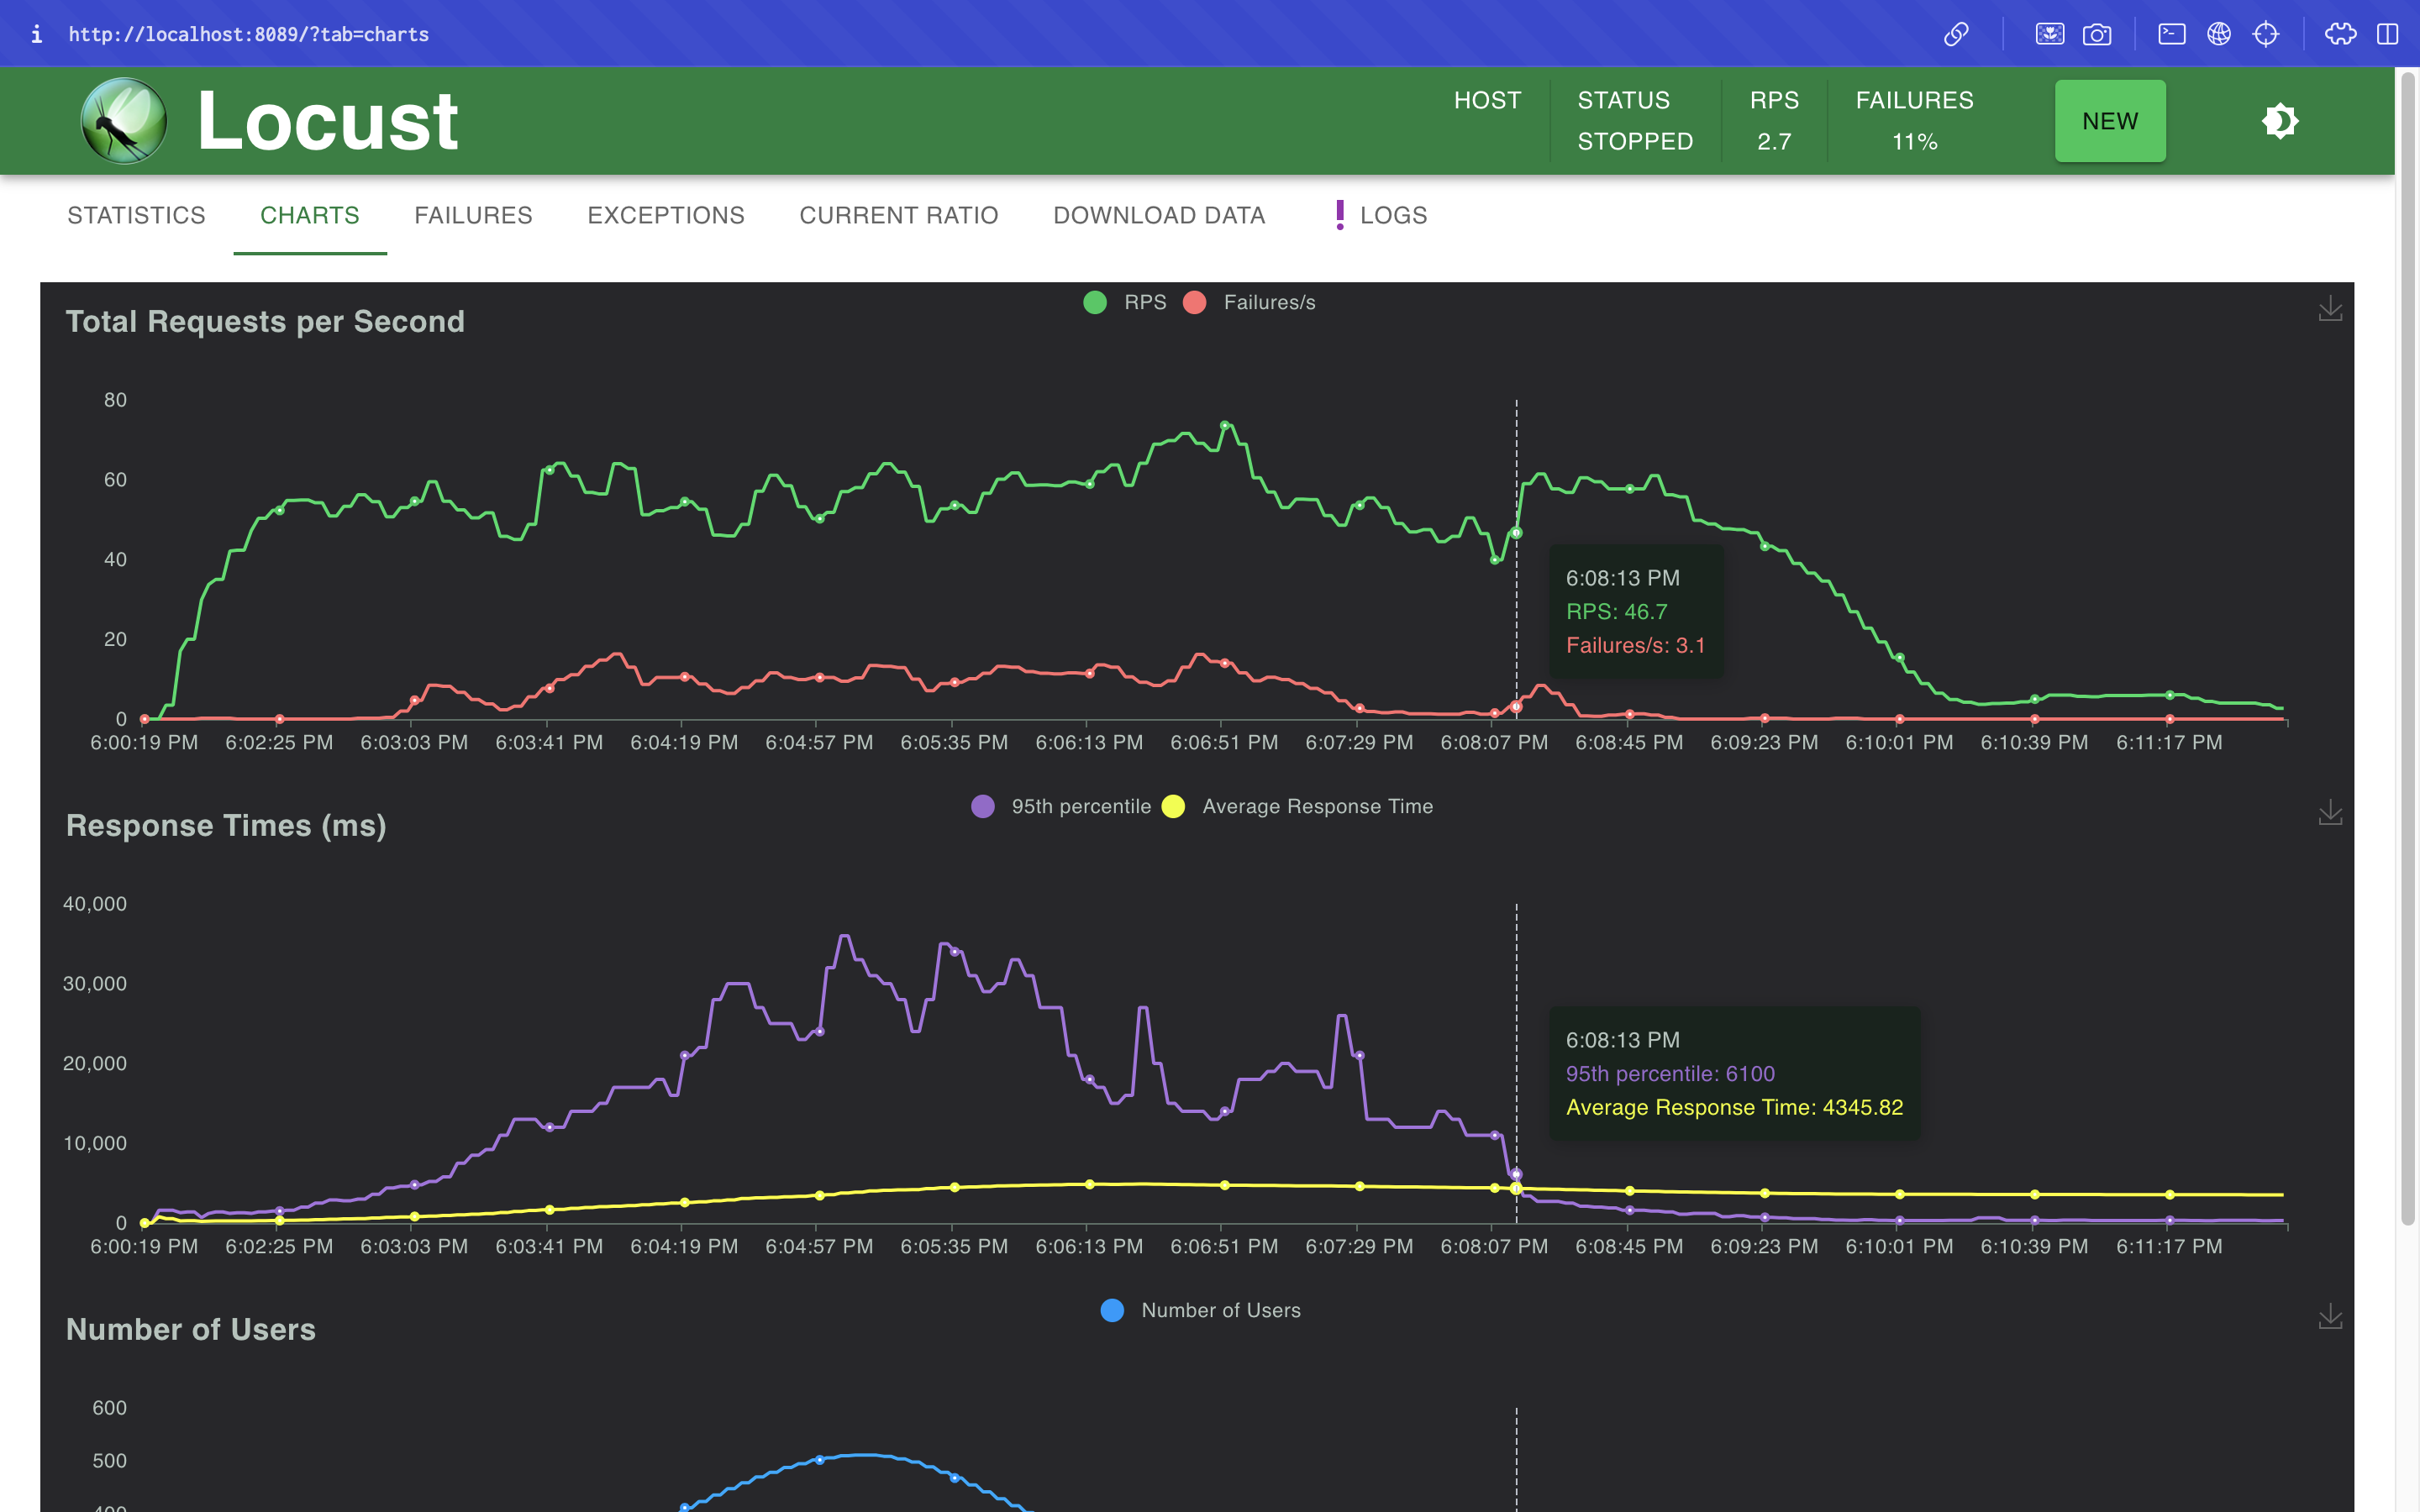 i http://localhost:8089/?tab=charts
Locust
HOST STATUS RPS FAILURES
STOPPED 2.7 11%
NEW
STATISTICS CHARTS FAILURES EXCEPTIONS CURRENT RATIO DOWNLOAD DATA ! LOGS
RPS Failures/s
Total Requests per Second
80
60
40
20
0
6:08:13 PM
RPS: 46.7
Failures/s: 3.1
6:00:19 PM 6:02:25 PM 6:03:03 PM 6:03:41 PM 6:04:19 PM 6:04:57 PM 6:05:35 PM 6:06:13 PM 6:06:51 PM 6:07:29 PM 6:08:07 PM 6:08:45 PM 6:09:23 PM 6:10:01 PM 6:10:39 PM 6:11:17 PM
95th percentile Average Response Time
Response Times (ms)
40,000
30,000
20,000
10,000
0
6:08:13 PM
95th percentile: 6100
Average Response Time: 4345.82
6:00:19 PM 6:02:25 PM 6:03:03 PM 6:03:41 PM 6:04:19 PM 6:04:57 PM 6:05:35 PM 6:06:13 PM 6:06:51 PM 6:07:29 PM 6:08:07 PM 6:08:45 PM 6:09:23 PM 6:10:01 PM 6:10:39 PM 6:11:17 PM
Number of Users
Number of Users
600
500
400